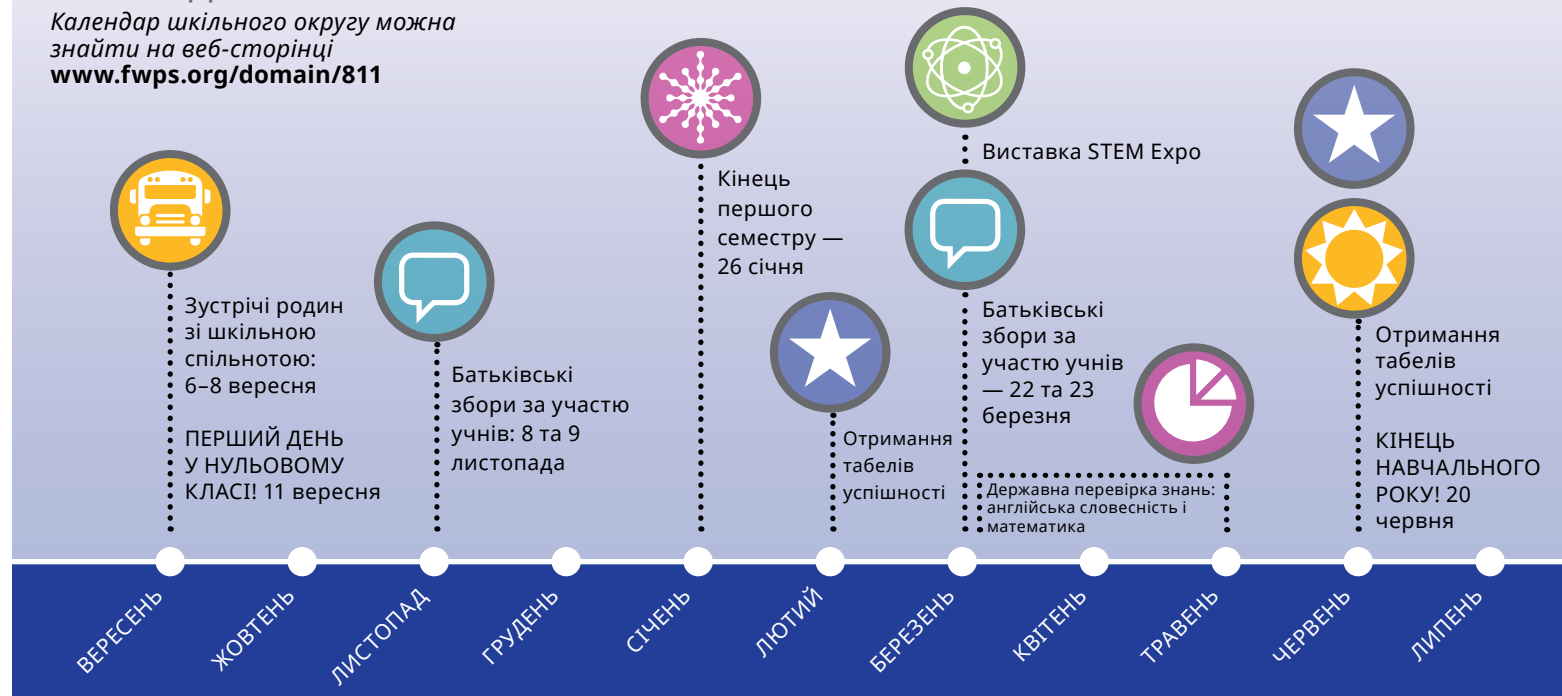 Календар шкільного округу можна
знайти на веб-сторінці
www.fwps.org/domain/811
Зустрічі родин
зі шкільною
спільнотою:
6–8 вересня
ПЕРШИЙ ДЕНЬ
У НУЛЬОВОМУ
КЛАСІ! 11 вересня
Батьківські
збори за участю
учнів: 8 та 9
листопада
Кінець
першого
семестру —
26 січня
Отримання
табелів
успішності
Виставка STEM Expo
Батьківські
збори за
участю учнів
— 22 та 23
березня
Державна перевірка знань:
англійська словесність і
математика
Отримання
табелів
успішності
КІНЕЦЬ
НАВЧАЛЬНОГО
РОКУ! 20
червня
ВЕРЕСЕНЬ
ЖОВТЕНЬ
ЛИСТОПАД
ГРУДЕНЬ
СІЧЕНЬ
ЛЮТИЙ
БЕРЕЗЕНЬ
КВІТЕНЬ
ТРАВЕНЬ
ЧЕРВЕНЬ
ЛИПЕНЬ